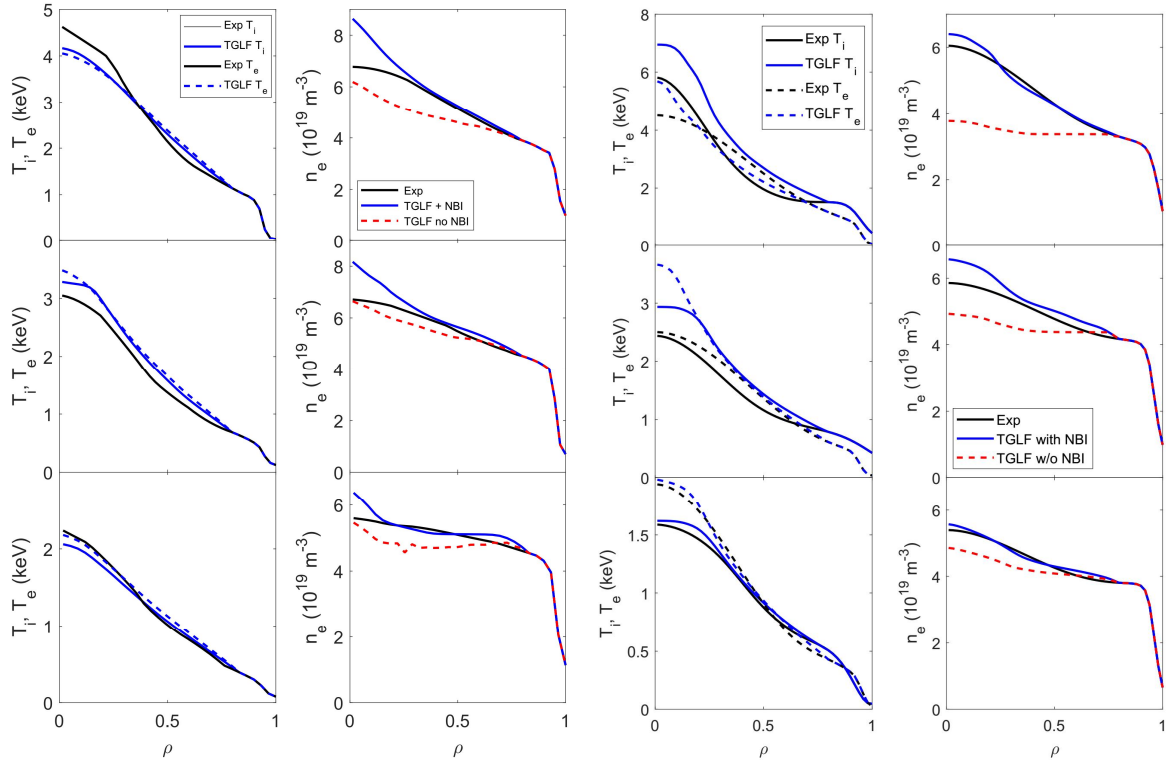 5
4
3
2
1
0
T_i, T_e (keV)
Exp T_i
TGLF T_i
Exp T_e
TGLF T_e
8
6
4
2
0
n_e (10^19 m^-3)
Exp
TGLF + NBI
TGLF no NBI
8
6
4
2
0
T_i, T_e (keV)
Exp T_i
TGLF T_i
Exp T_e
TGLF T_e
6
4
2
0
n_e (10^19 m^-3)
3
2
1
0
T_i, T_e (keV)
8
6
4
2
0
n_e (10^19 m^-3)
3
2
1
0
T_i, T_e (keV)
6
4
2
0
n_e (10^19 m^-3)
Exp
TGLF with NBI
TGLF w/o NBI
2
1
0
T_i, T_e (keV)
0
0.5
1
ρ
6
4
2
0
n_e (10^19 m^-3)
0
0.5
1
ρ
1.5
1
0.5
0
T_i, T_e (keV)
0
0.5
1
ρ
6
4
2
0
n_e (10^19 m^-3)
0
0.5
1
ρ